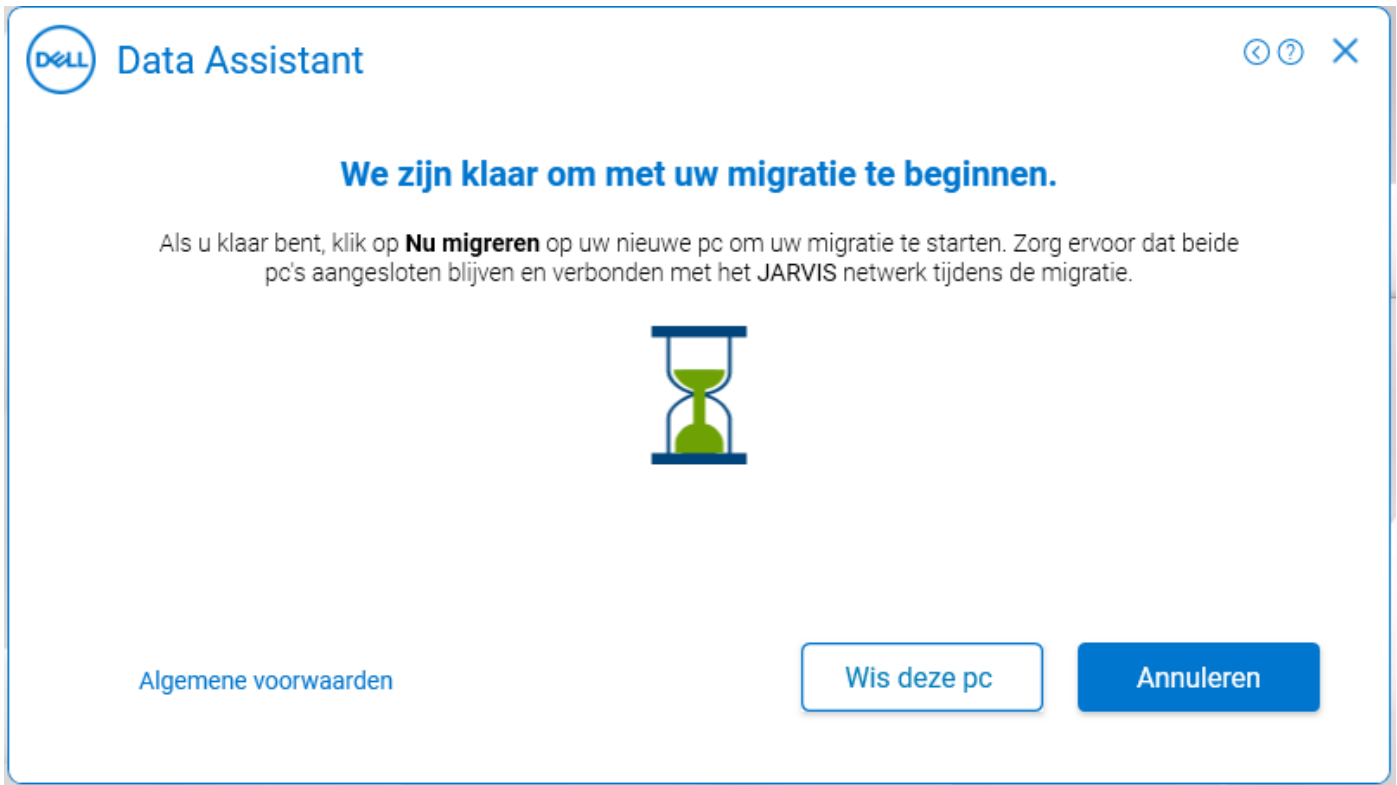 DELL Data Assistant
We zijn klaar om met uw migratie te beginnen.
Als u klaar bent, klik op Nu migreren op uw nieuwe pc om uw migratie te starten. Zorg ervoor dat beide
pc's aangesloten blijven en verbonden met het JARVIS netwerk tijdens de migratie.
Algemene voorwaarden
Wis deze pc
Annuleren